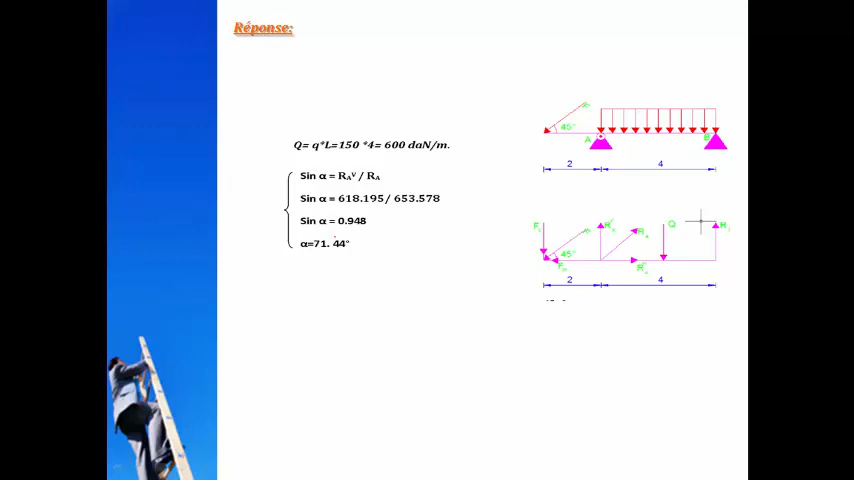 Réponse:
Q= q*L=150 *4= 600 daN/m.
Sin α = RAV / RA
Sin α = 618.195/ 653.578
Sin α = 0.948
α=71. 44°
45°
A
B
2
4
Q
45°
RA
2
4